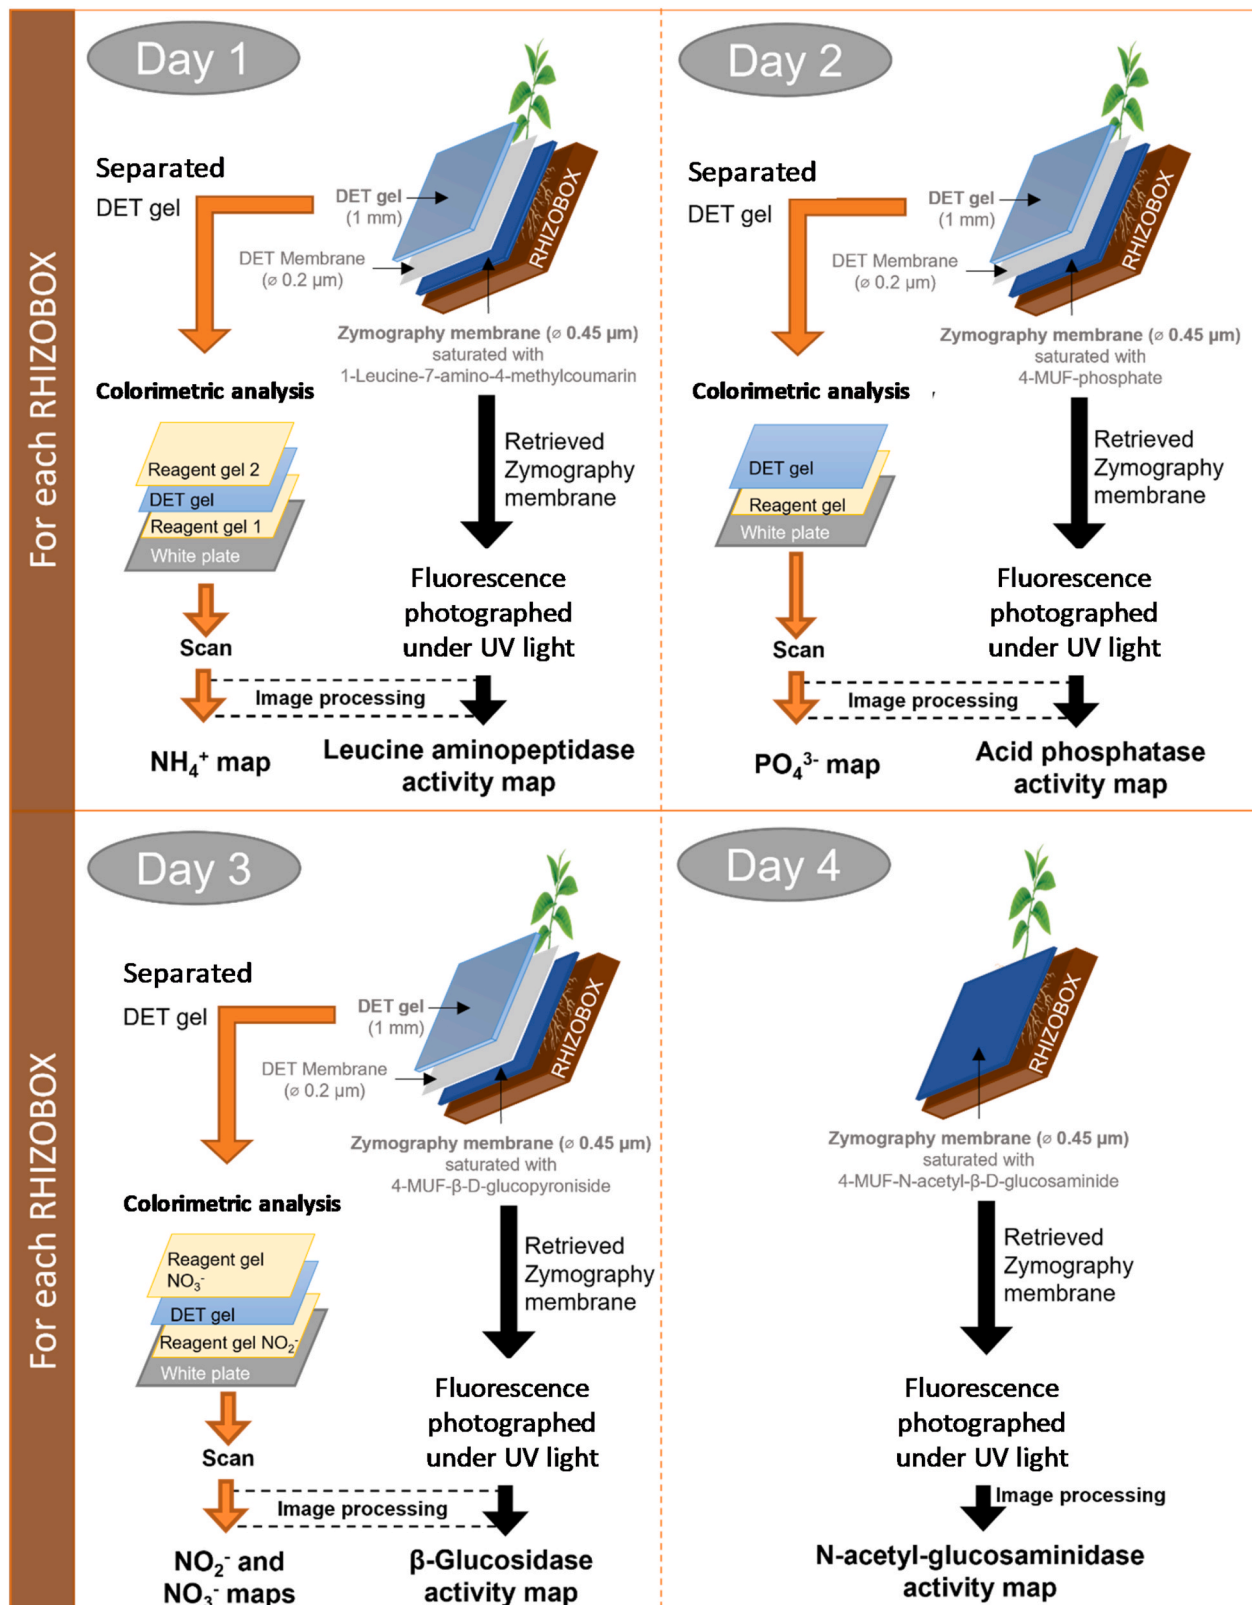 For each RHIZOBOX
Day 1
Separated
DET gel
DET gel
(1 mm)
DET Membrane
(⌀ 0.2 µm)
RHIZOBOX
Zymography membrane (⌀ 0.45 µm)
saturated with
1-Leucine-7-amino-4-methylcoumarin
Colorimetric analysis
Reagent gel 2
DET gel
Reagent gel 1
White plate
Retrieved
Zymography
membrane
Scan
Fluorescence
photographed
under UV light
Image processing
NH₄⁺ map
Leucine aminopeptidase
activity map
Day 2
Separated
DET gel
DET gel
(1 mm)
DET Membrane
(⌀ 0.2 µm)
RHIZOBOX
Zymography membrane (⌀ 0.45 µm)
saturated with
4-MUF-phosphate
Colorimetric analysis
DET gel
Reagent gel
White plate
Retrieved
Zymography
membrane
Scan
Fluorescence
photographed
under UV light
Image processing
PO₄³⁻ map
Acid phosphatase
activity map
For each RHIZOBOX
Day 3
Separated
DET gel
DET gel
(1 mm)
DET Membrane
(⌀ 0.2 µm)
RHIZOBOX
Zymography membrane (⌀ 0.45 µm)
saturated with
4-MUF-β-D-glucopyroniside
Colorimetric analysis
Reagent gel
NO₃⁻
DET gel
Reagent gel NO₂⁻
White plate
Retrieved
Zymography
membrane
Scan
Fluorescence
photographed
under UV light
Image processing
NO₂⁻ and
NO₃⁻ maps
β-Glucosidase
activity map
Day 4
RHIZOBOX
Zymography membrane (⌀ 0.45 µm)
saturated with
4-MUF-N-acetyl-β-D-glucosaminide
Retrieved
Zymography
membrane
Fluorescence
photographed
under UV light
Image processing
N-acetyl-glucosaminidase
activity map